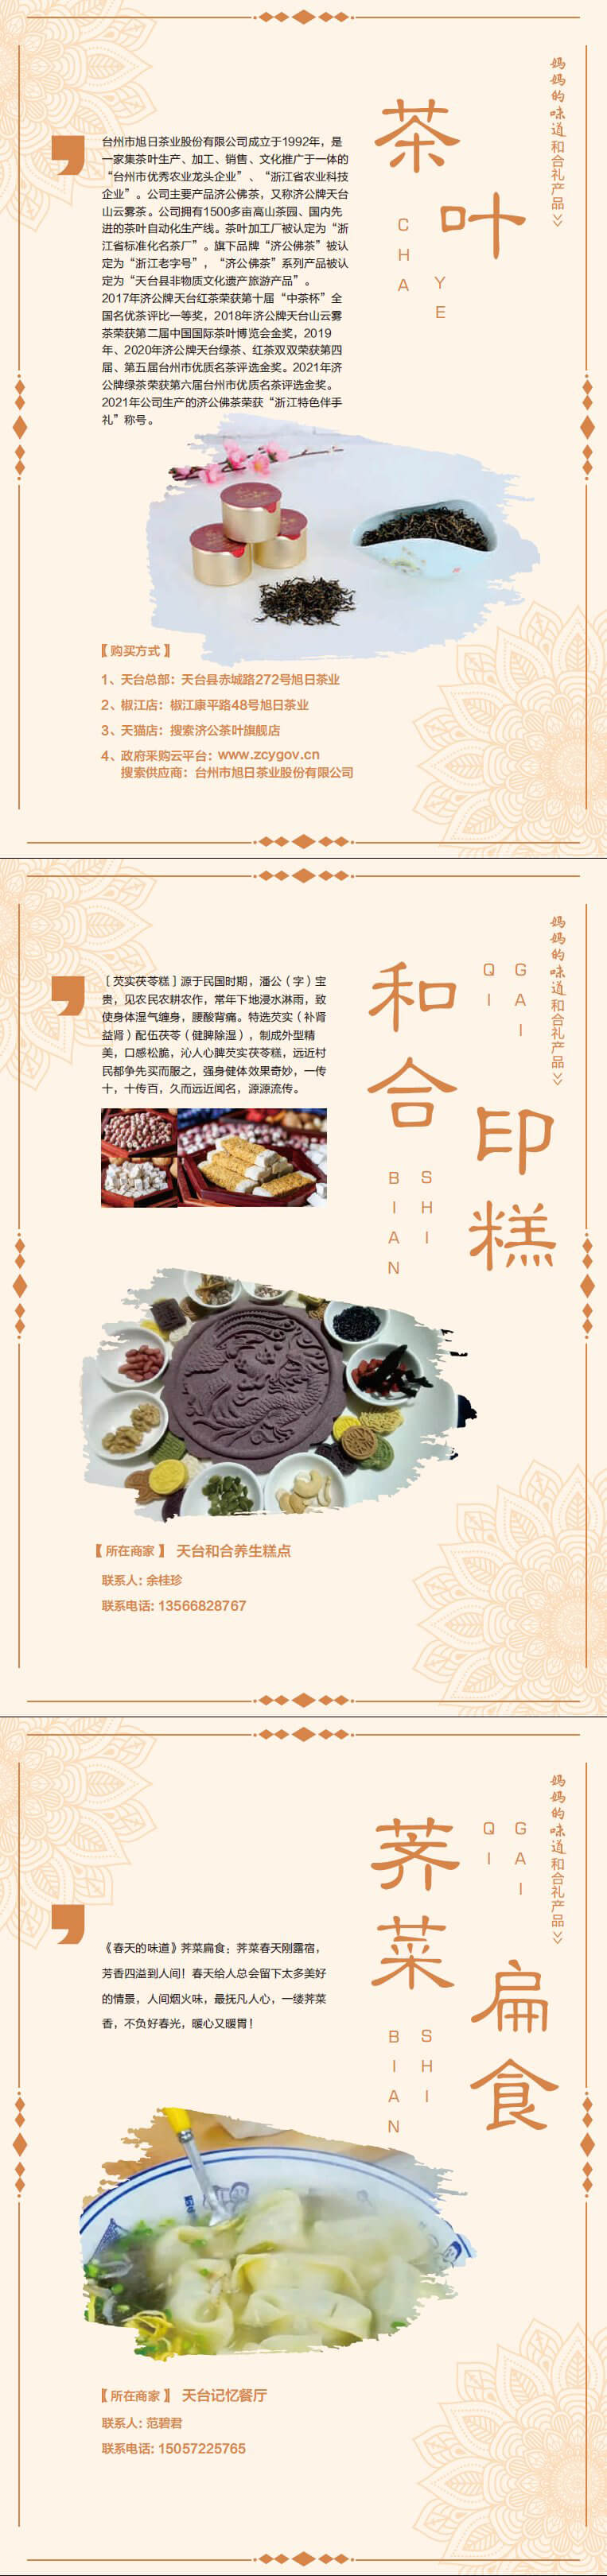 妈妈的味道和合礼产品
茶叶
CHA
YE
台州市旭日茶业股份有限公司成立于1992年，是
一家集茶叶生产、加工、销售、文化推广于一体的
“台州市优秀农业龙头企业”、“浙江省农业科技
企业”。公司主要产品济公佛茶，又称济公牌天台
山云雾茶。公司拥有1500多亩高山茶园、国内先
进的茶叶自动化生产线。茶叶加工厂被认定为“浙
江省标准化名茶厂”。旗下品牌“济公佛茶”被认
定为“浙江老字号”，“济公佛茶”系列产品被认
定为“天台县非物质文化遗产旅游产品”。
2017年济公牌天台红茶荣获第十届“中茶杯”全
国名优茶评比一等奖，2018年济公牌天台山云雾
茶荣获第二届中国国际茶叶博览会金奖，2019
年、2020年济公牌天台绿茶、红茶双双荣获第四
届、第五届台州市优质名茶评选金奖。2021年济
公牌绿茶荣获第六届台州市优质名茶评选金奖。
2021年公司生产的济公佛茶荣获“浙江特色伴手
礼”称号。
【购买方式】
1、天台总部：天台县赤城路272号旭日茶业
2、椒江店：椒江康平路48号旭日茶业
3、天猫店：搜索济公茶叶旗舰店
4、政府采购云平台：www.zcygov.cn
搜索供应商：台州市旭日茶业股份有限公司
妈妈的味道和合礼产品
和合
印糕
QI
GAI
BIAN
SHI
［芡实茯苓糕］源于民国时期，潘公（字）宝
贵，见农民农耕农作，常年下地浸水淋雨，致
使身体湿气缠身，腰酸背痛。特选芡实（补肾
益肾）配伍茯苓（健脾除湿），制成外型精
美，口感松脆，沁人心脾芡实茯苓糕，远近村
民都争先买而服之，强身健体效果奇妙，一传
十，十传百，久而远近闻名，源源流传。
【所在商家】 天台和合养生糕点
联系人：余桂珍
联系电话：13566828767
妈妈的味道和合礼产品
荠菜
扁食
QI
GAI
BIAN
SHI
《春天的味道》荠菜扁食；荠菜春天刚露宿，
芳香四溢到人间！春天给人总会留下太多美好
的情景，人间烟火味，最抚凡人心，一缕荠菜
香，不负好春光，暖心又暖胃！
【所在商家】 天台记忆餐厅
联系人：范碧君
联系电话：15057225765